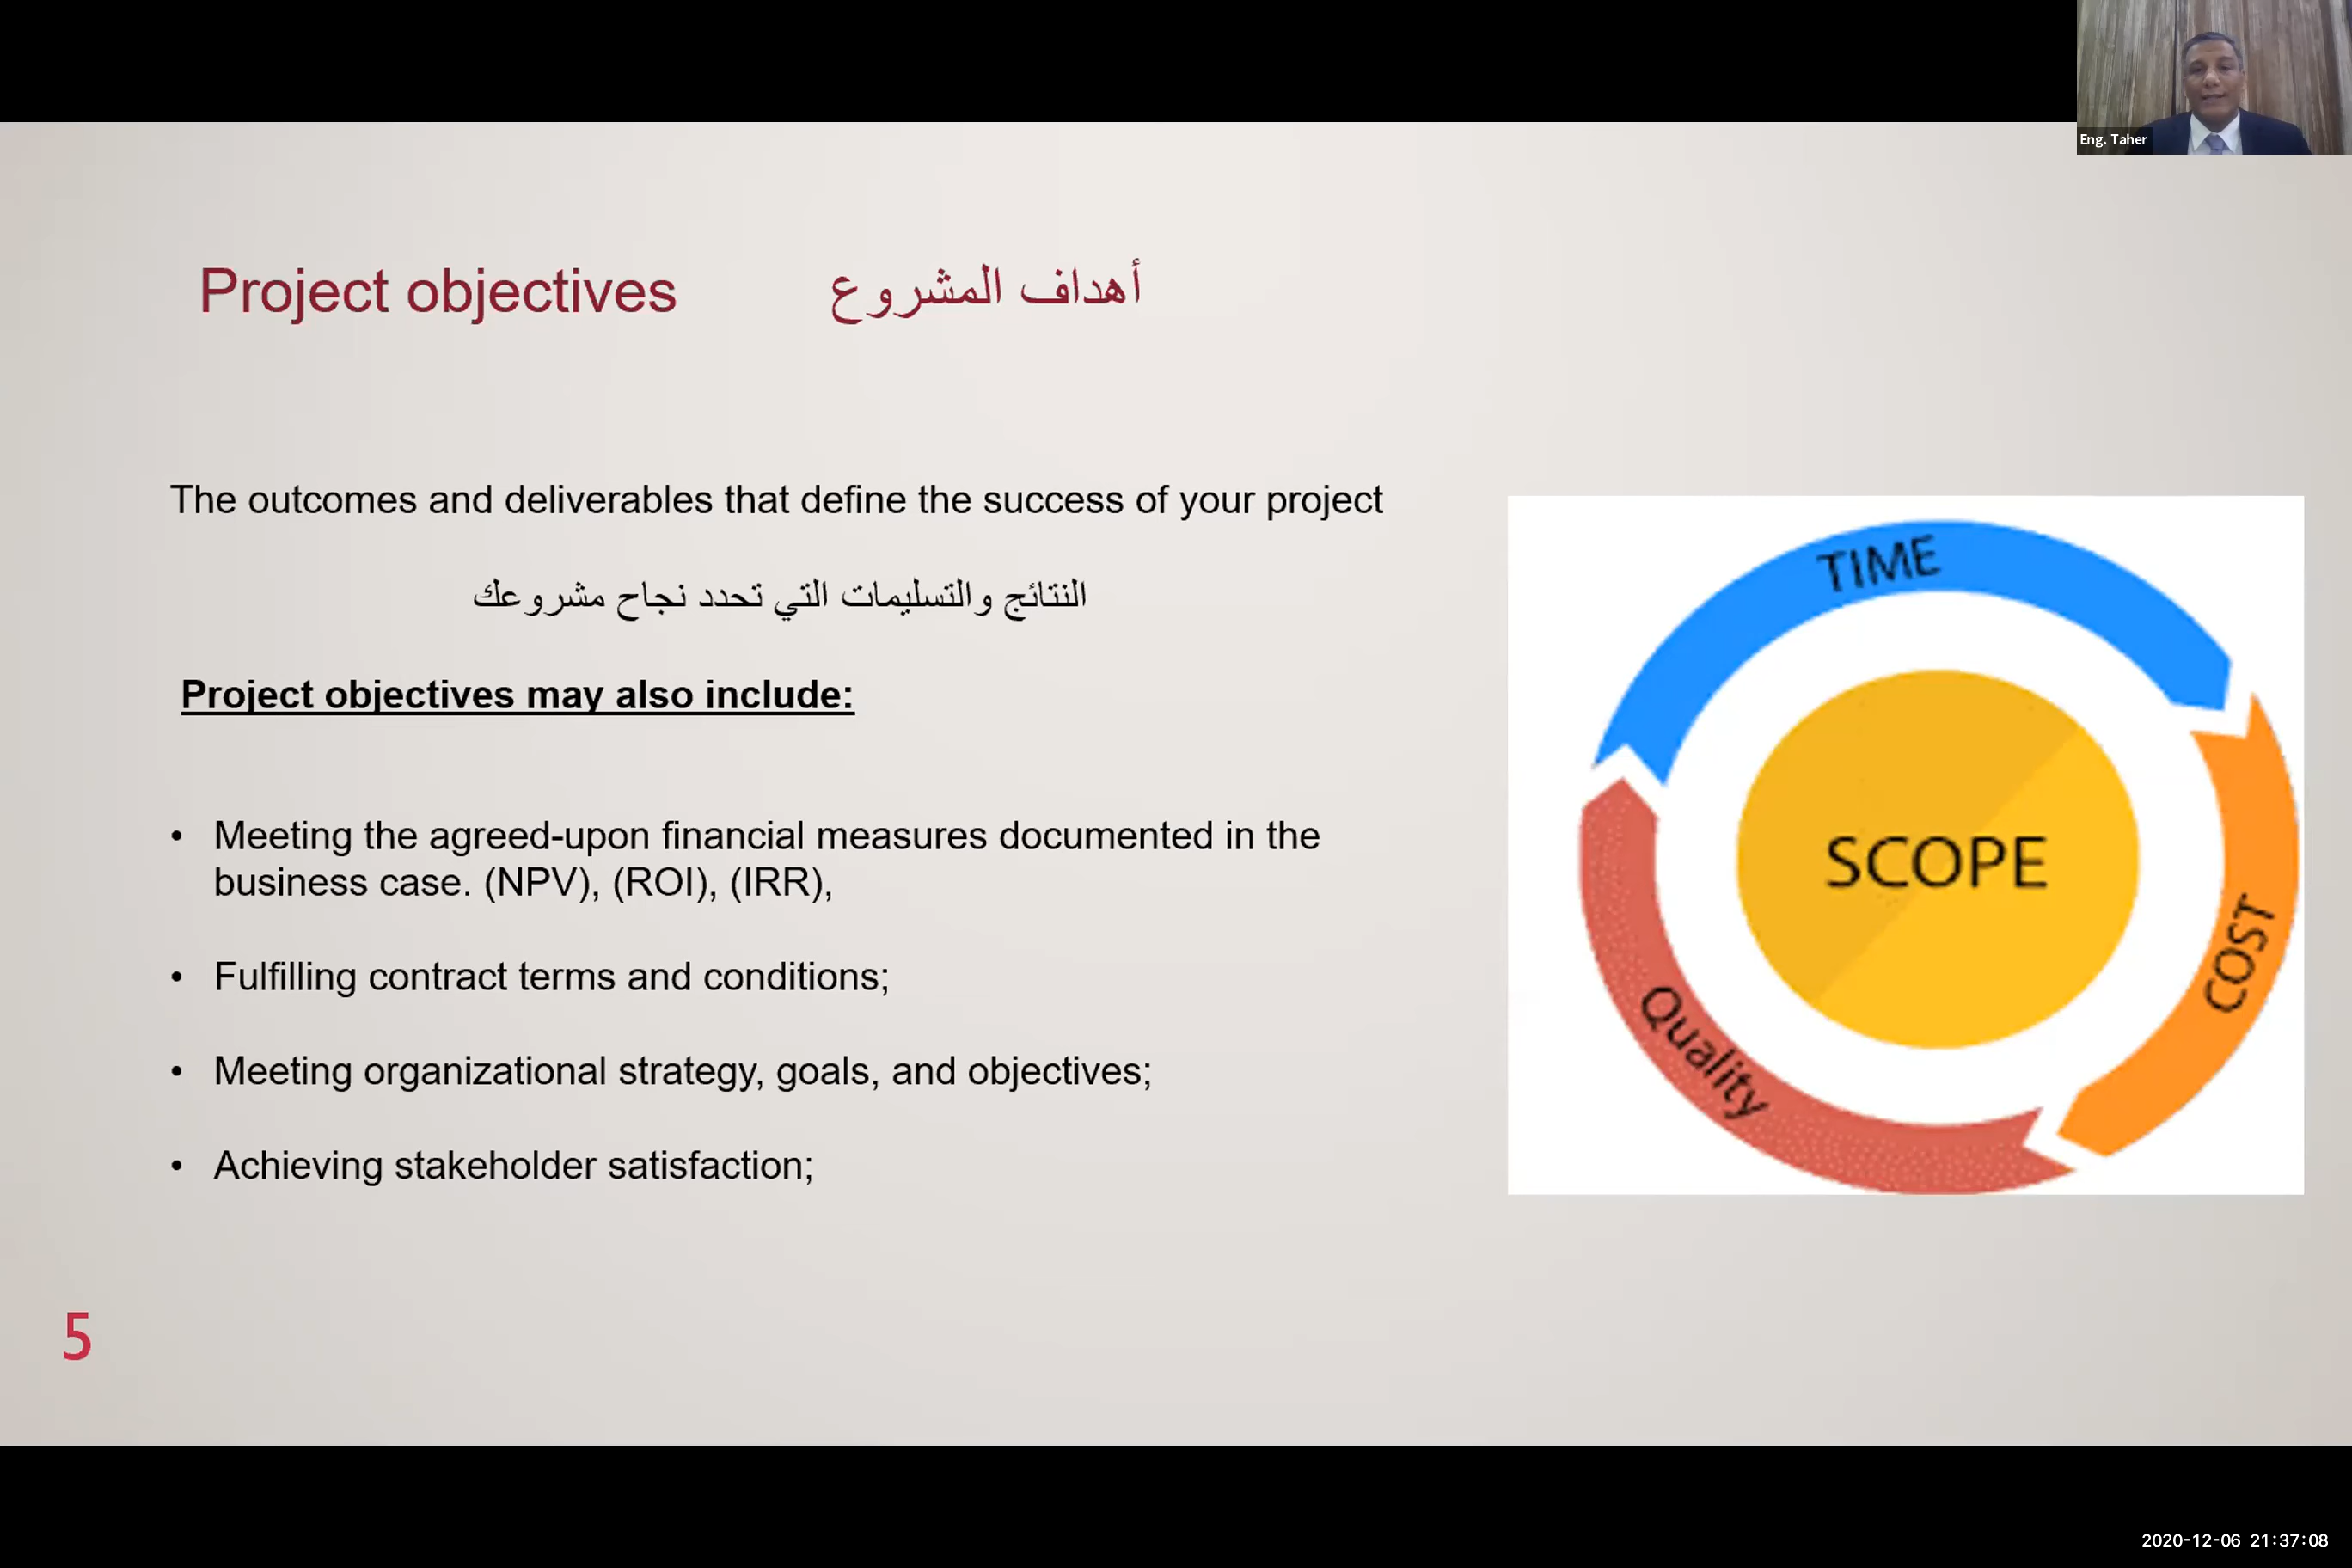 Eng. Taher
Project objectives أهداف المشروع
The outcomes and deliverables that define the success of your project
النتائج والتسليمات التي تحدد نجاح مشروعك
Project objectives may also include:
• Meeting the agreed-upon financial measures documented in the
business case. (NPV), (ROI), (IRR),
• Fulfilling contract terms and conditions;
• Meeting organizational strategy, goals, and objectives;
• Achieving stakeholder satisfaction;
TIME
SCOPE
COST
Quality
5
2020-12-06 21:37:08